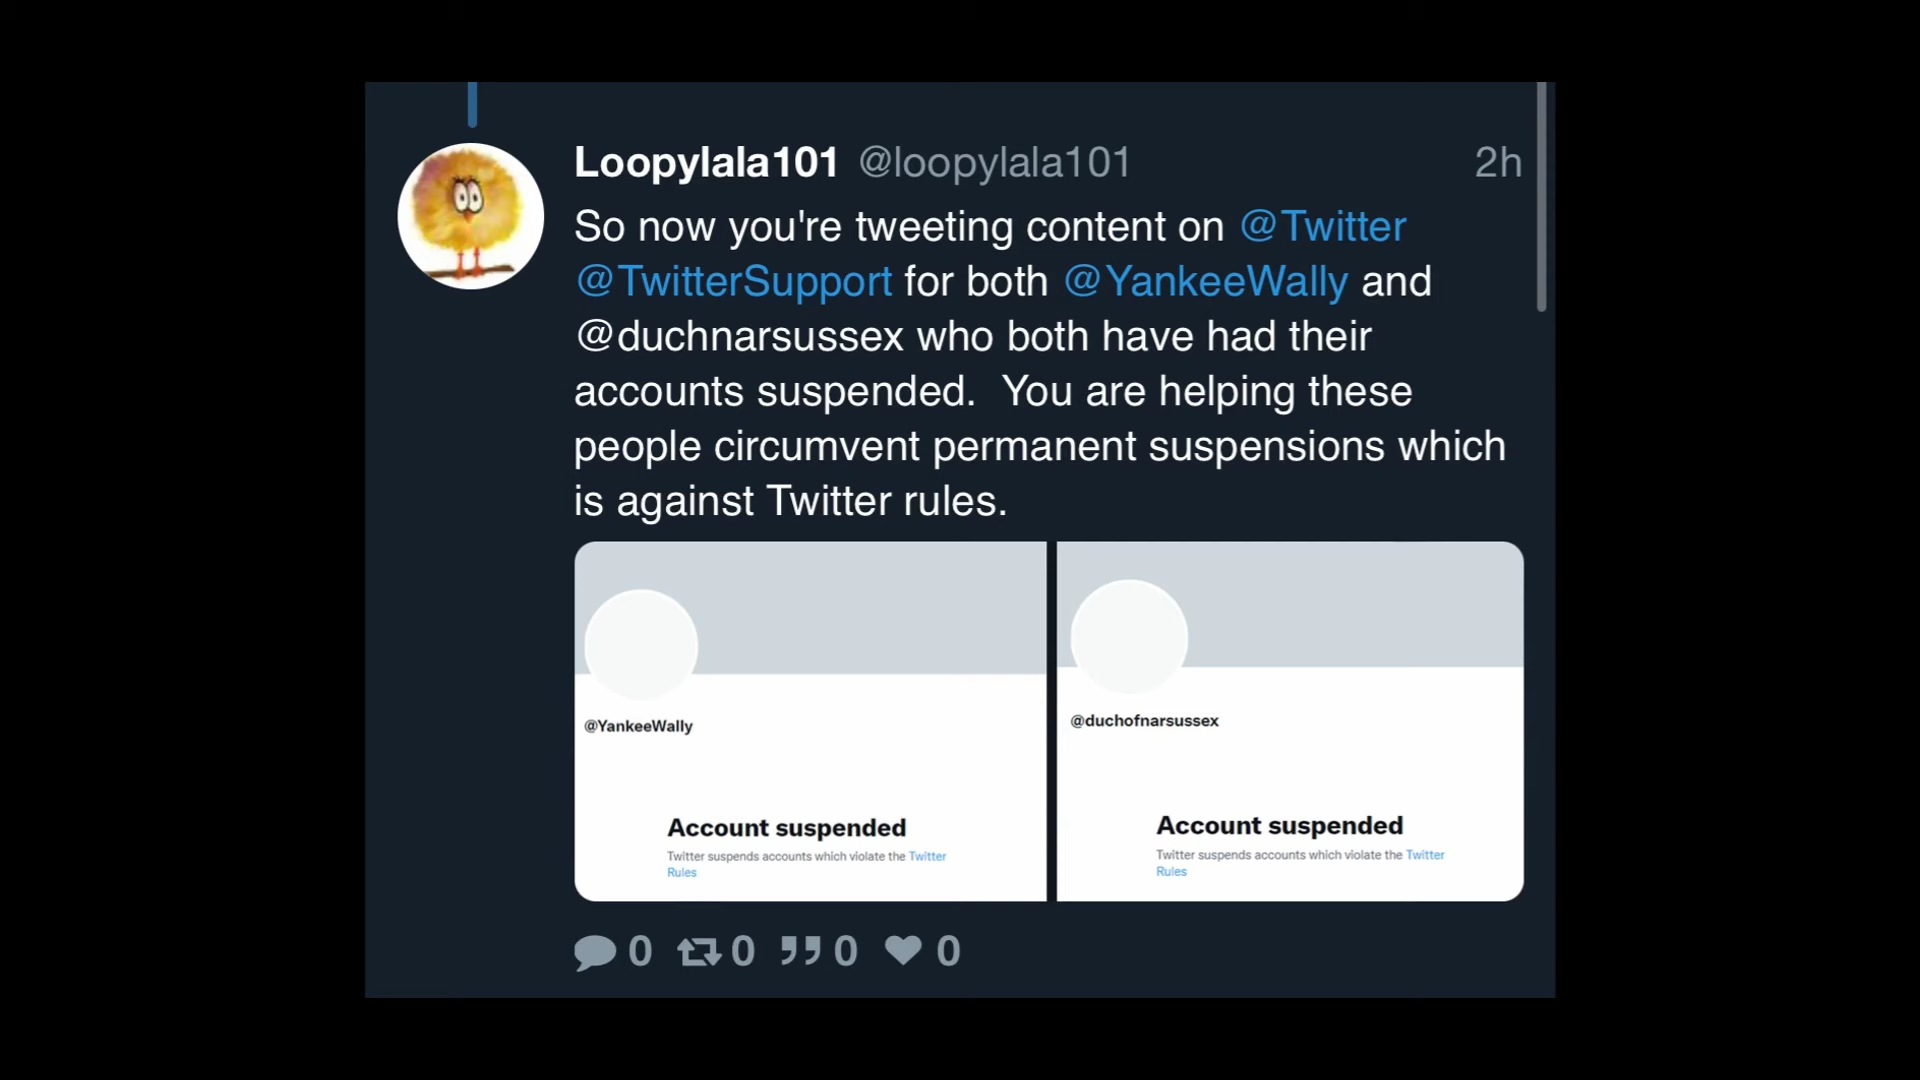 Loopylala101 @loopylala101 2h
So now you're tweeting content on @Twitter
@TwitterSupport for both @YankeeWally and
@duchnarsussex who both have had their
accounts suspended.  You are helping these
people circumvent permanent suspensions which
is against Twitter rules.
@YankeeWally
Account suspended
Twitter suspends accounts which violate the Twitter
Rules
@duchofnarsussex
Account suspended
Twitter suspends accounts which violate the Twitter
Rules
0 0 0 0